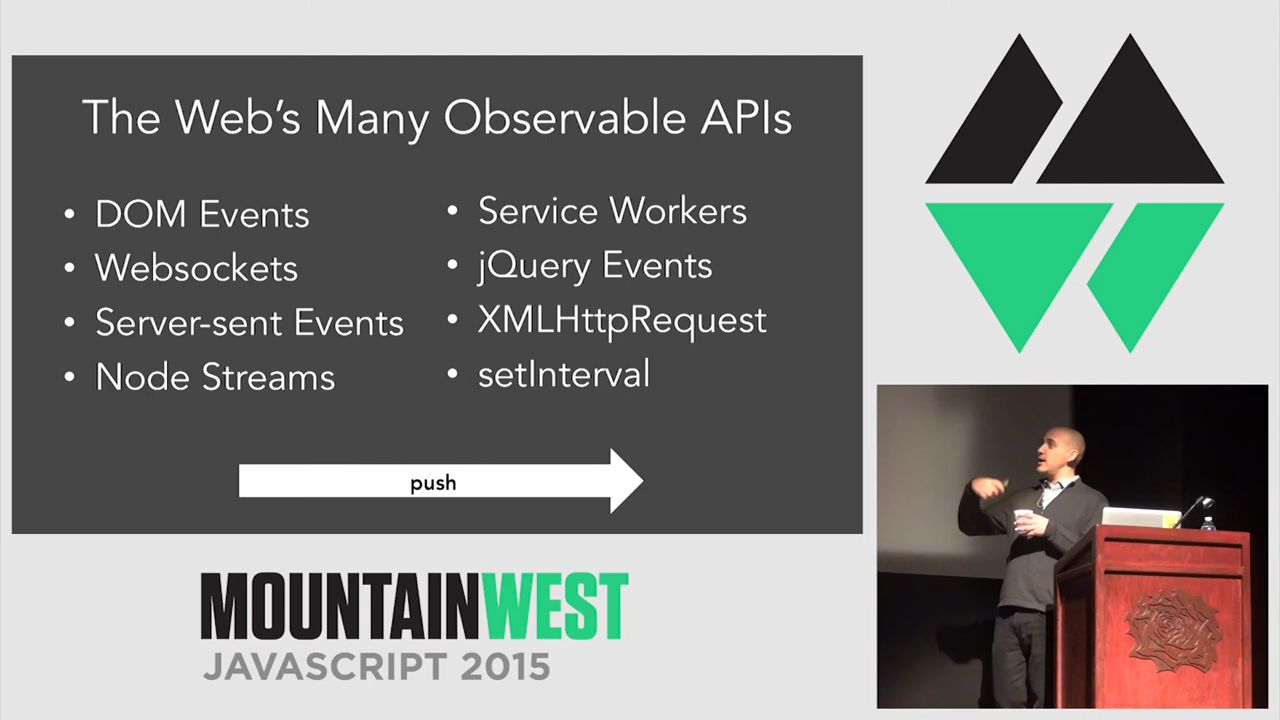 The Web's Many Observable APIs
• DOM Events
• Websockets
• Server-sent Events
• Node Streams
• Service Workers
• jQuery Events
• XMLHttpRequest
• setInterval
push
MOUNTAINWEST
JAVASCRIPT 2015